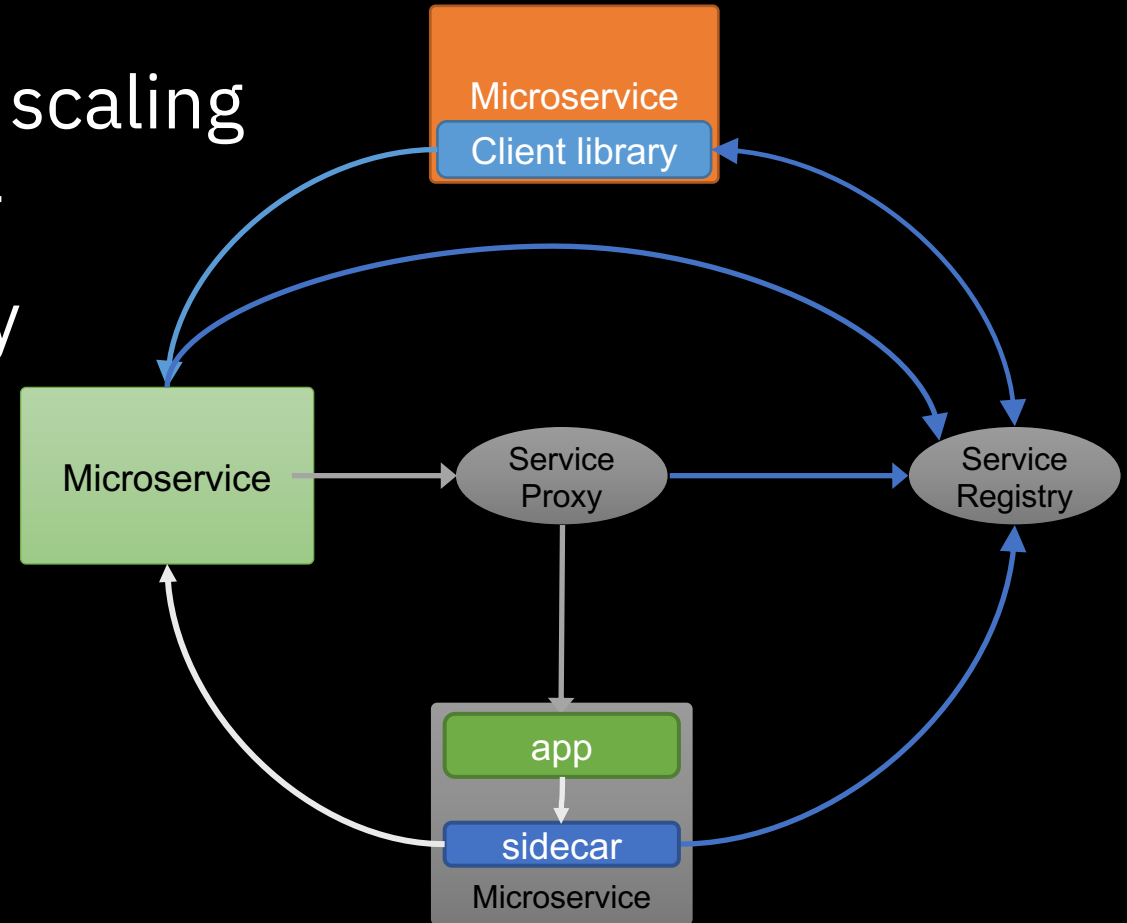 scaling
y
Microservice
Client library
Microservice
Service
Proxy
Service
Registry
app
sidecar
Microservice